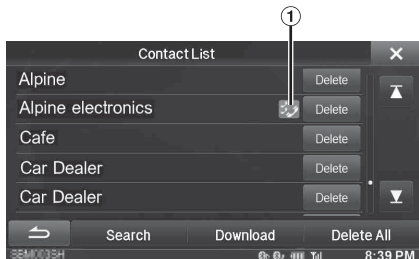 1
Contact List ×
Alpine Delete
Alpine electronics Delete
Cafe Delete
Car Dealer Delete
Car Dealer Delete
Search Download Delete All
SBM003SH 8:39 PM